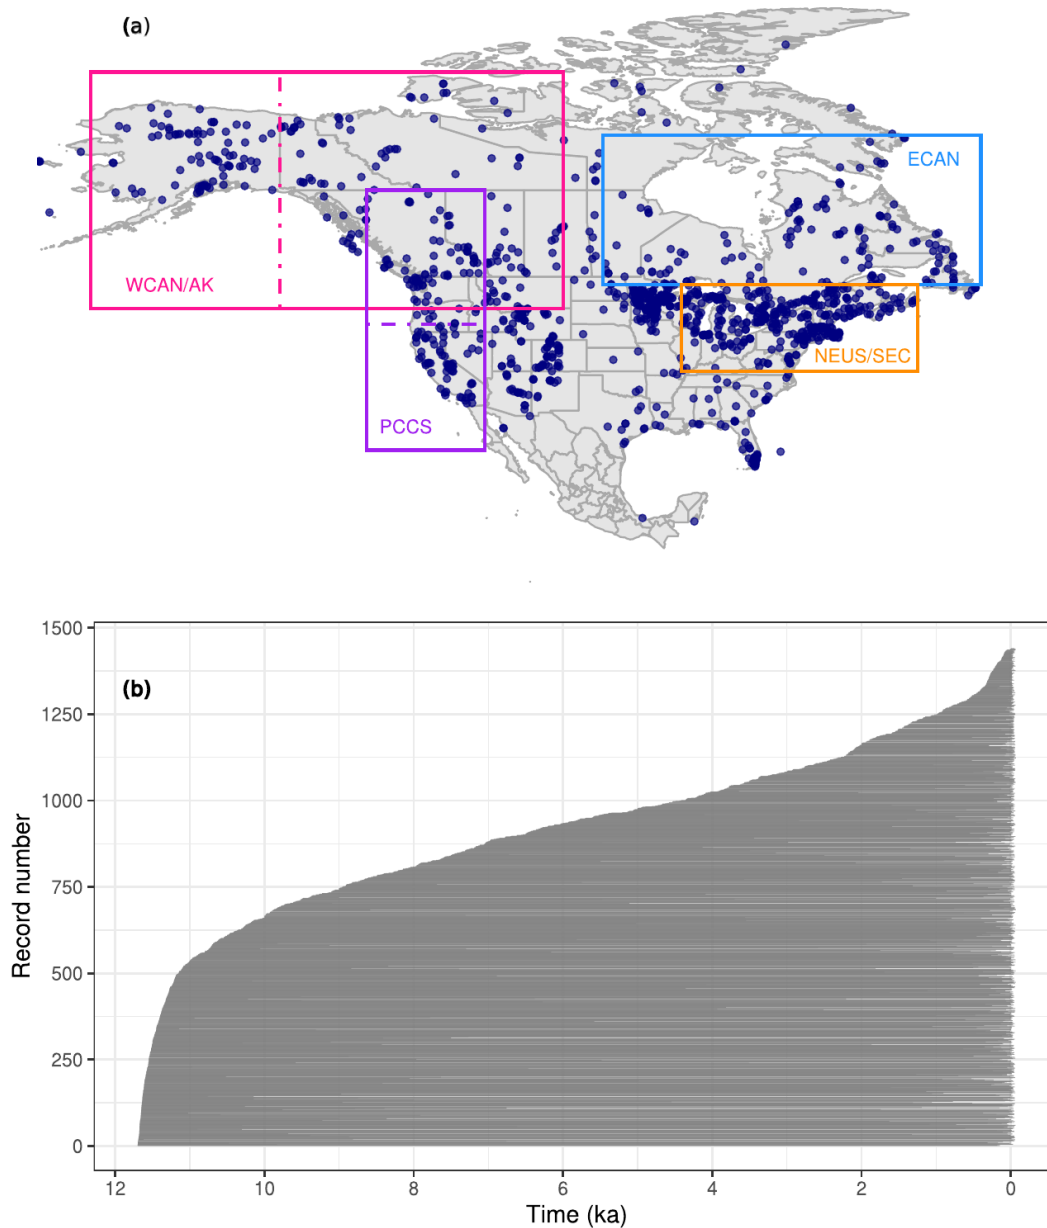 (a)
ECAN
WCAN/AK
NEUS/SEC
PCCS
1500
(b)
1250
1000
750
500
250
0
Record number
12 10 8 6 4 2 0
Time (ka)